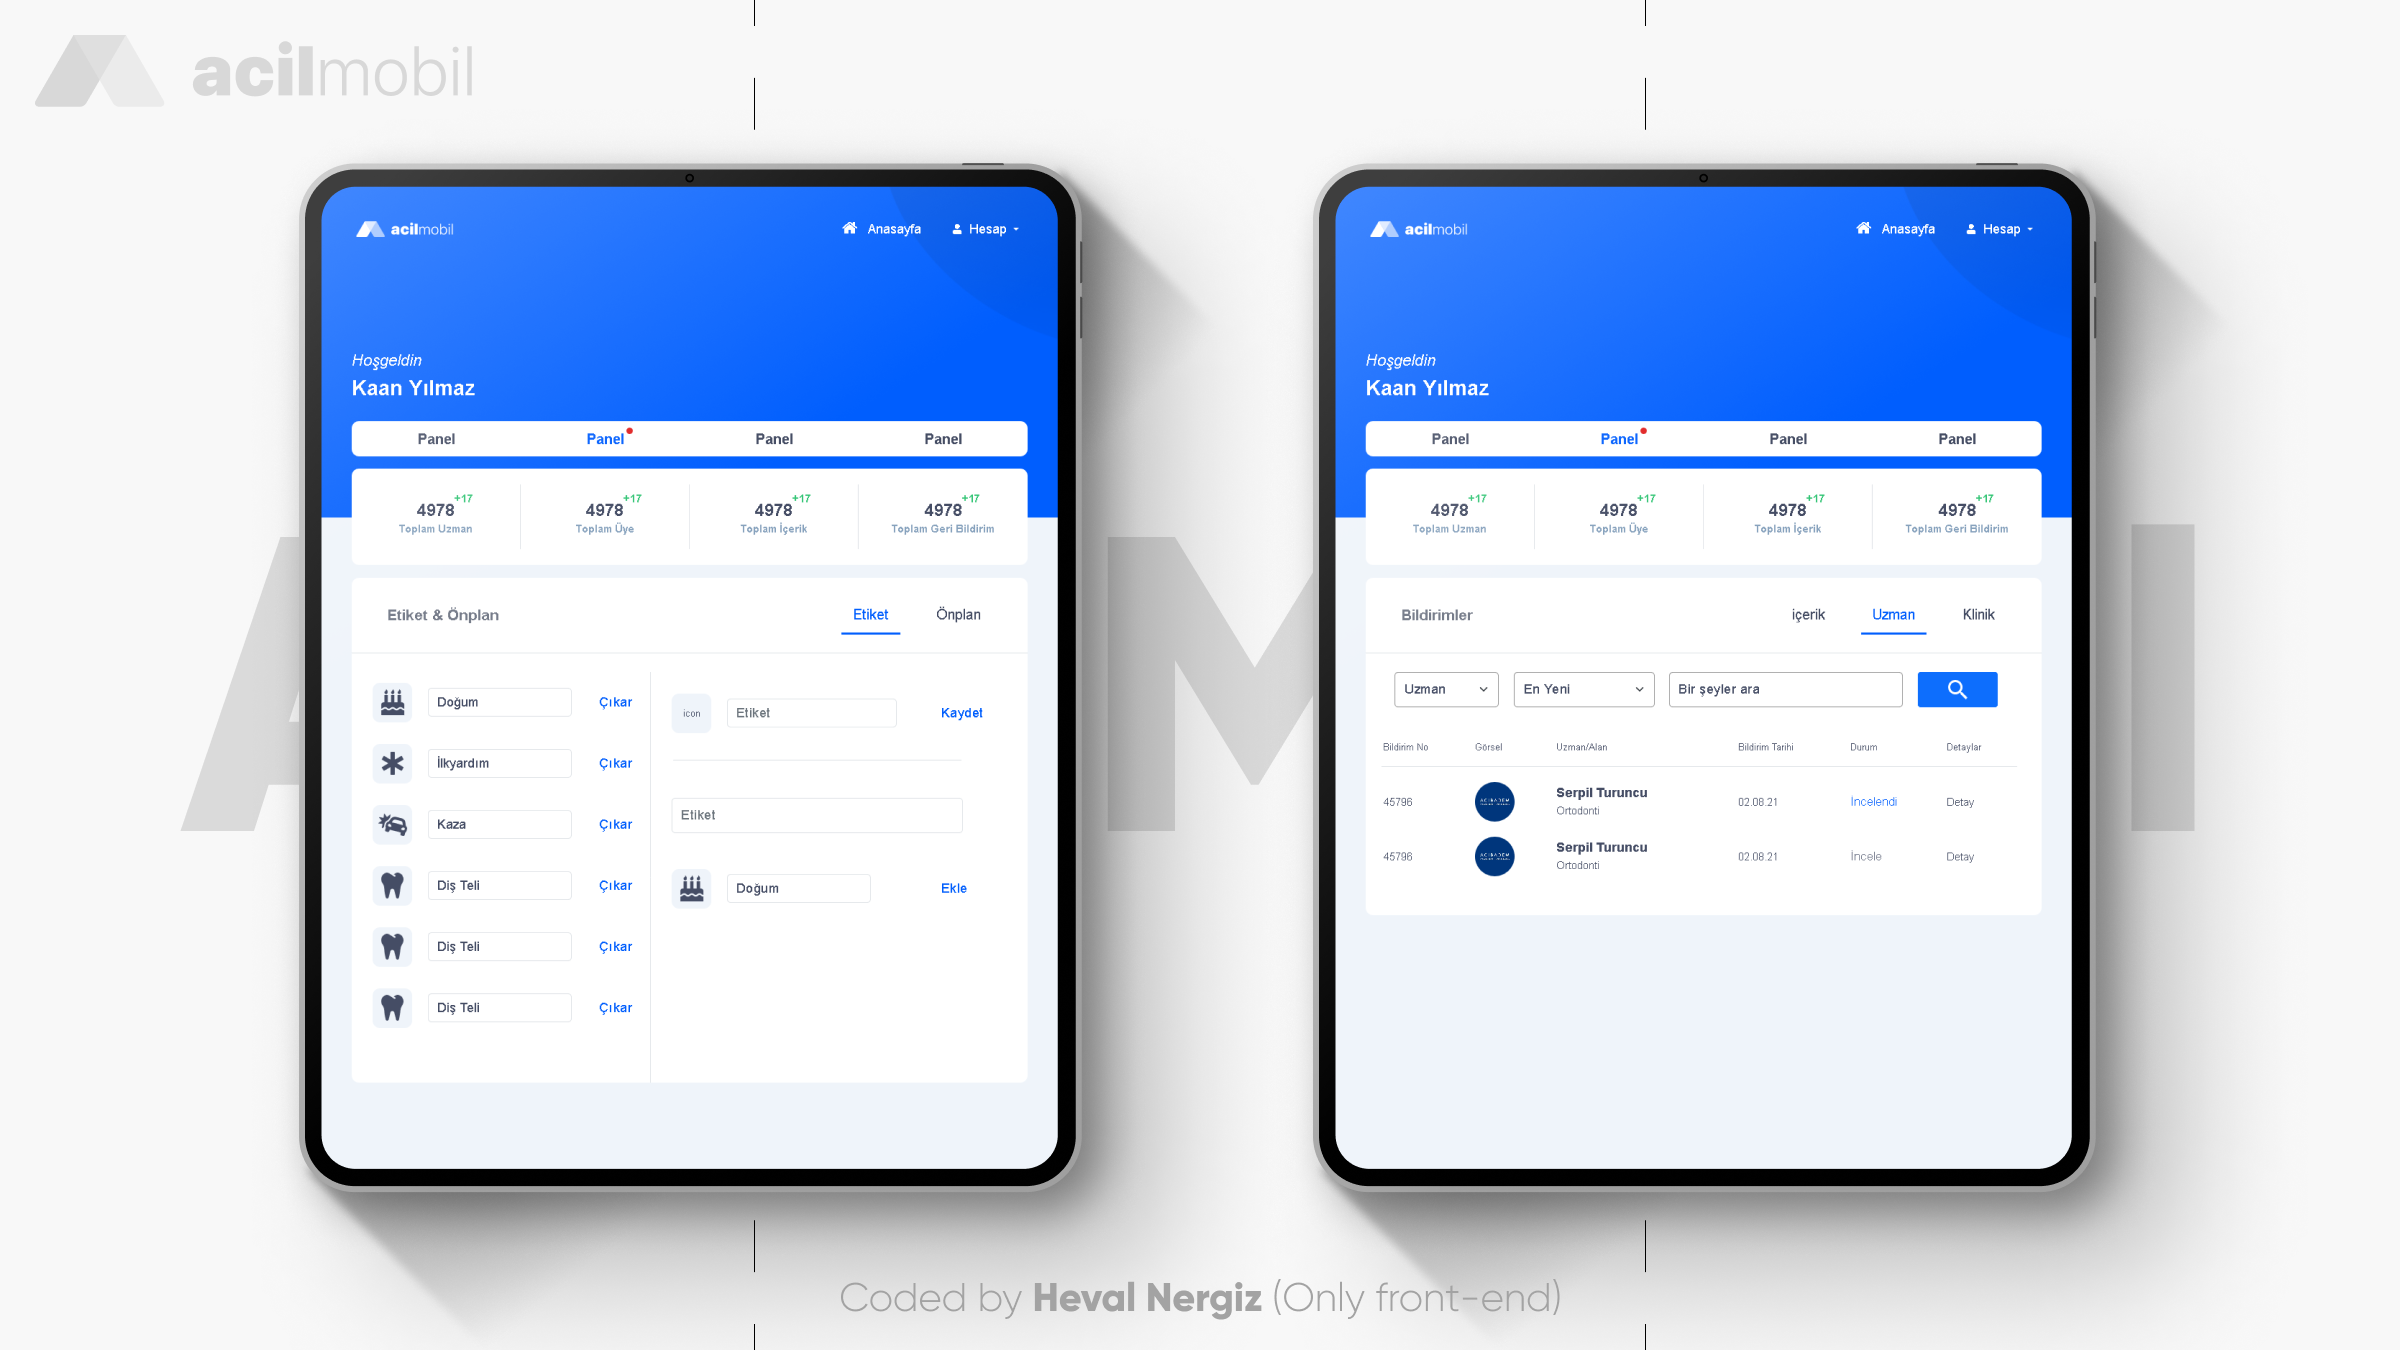 acilmobil
acilmobil
Anasayfa
Hesap
Hoşgeldin
Kaan Yılmaz
Panel Panel Panel Panel
4978 +17 4978 +17 4978 +17 4978 +17
Toplam Uzman Toplam Üye Toplam İçerik Toplam Geri Bildirim
Etiket & Önplan
Etiket Önplan
Doğum Çıkar
İlkyardım Çıkar
Kaza Çıkar
Diş Teli Çıkar
Diş Teli Çıkar
Diş Teli Çıkar
icon Etiket Kaydet
Etiket
Doğum Ekle
acilmobil
Anasayfa
Hesap
Hoşgeldin
Kaan Yılmaz
Panel Panel Panel Panel
4978 +17 4978 +17 4978 +17 4978 +17
Toplam Uzman Toplam Üye Toplam İçerik Toplam Geri Bildirim
Bildirimler
içerik Uzman Klinik
Uzman En Yeni Bir şeyler ara
Bildirim No Görsel Uzman/Alan Bildirim Tarihi Durum Detaylar
45796 Serpil Turuncu 02.08.21 İncelendi Detay
Ortodonti
45796 Serpil Turuncu 02.08.21 İncele Detay
Ortodonti
Coded by Heval Nergiz (Only front-end)